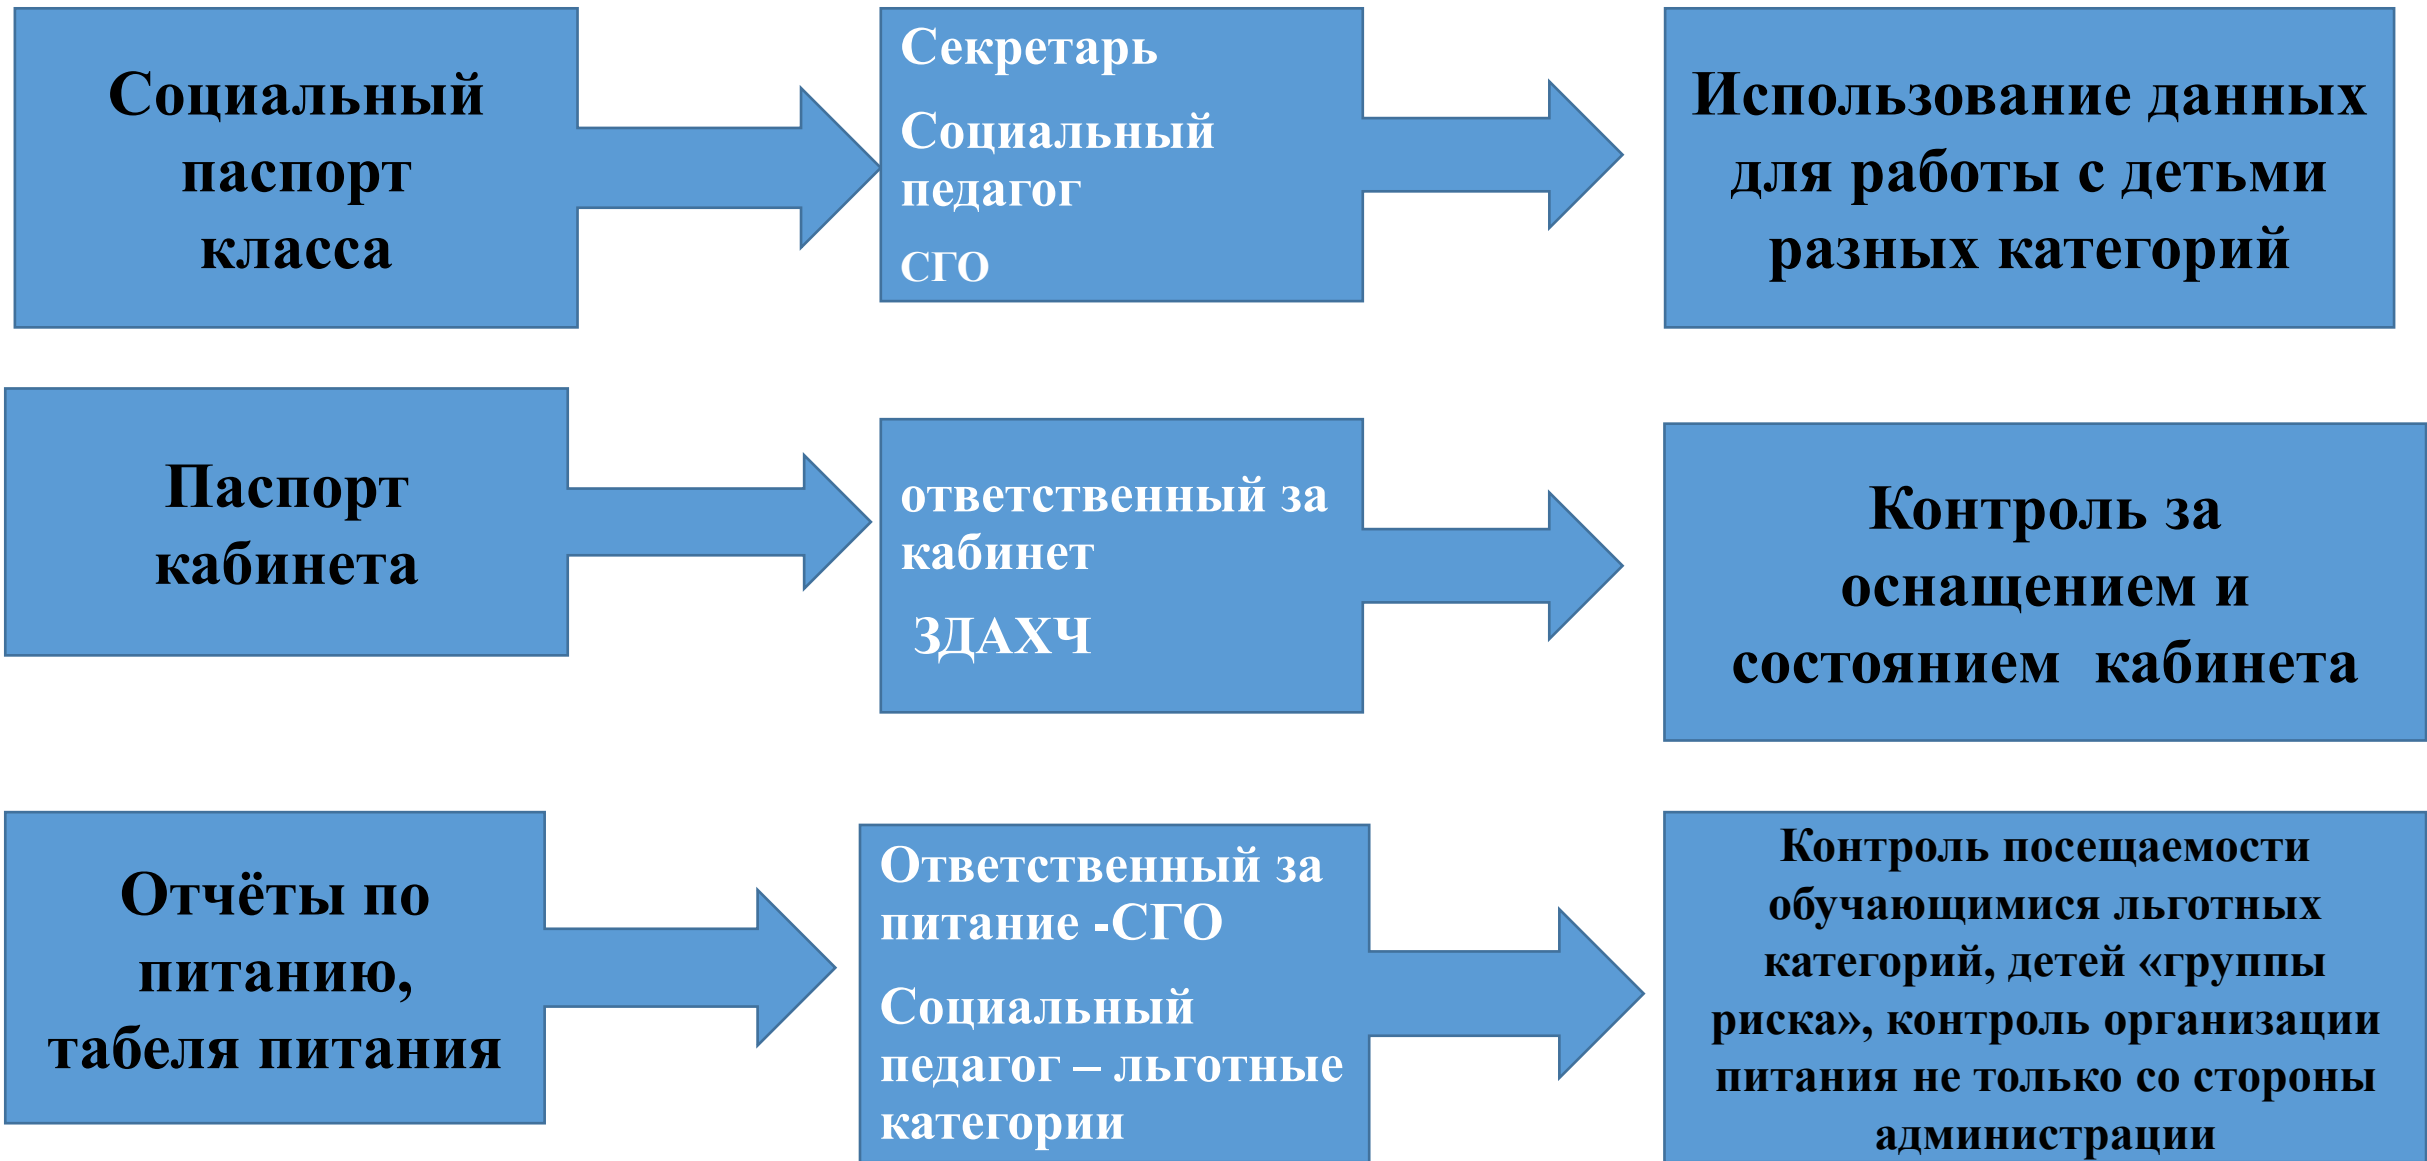 Социальный
паспорт
класса
Секретарь
Социальный
педагог
СГО
Использование данных
для работы с детьми
разных категорий
Паспорт
кабинета
ответственный за
кабинет
ЗДАХЧ
Контроль за
оснащением и
состоянием кабинета
Отчёты по
питанию,
табеля питания
Ответственный за
питание -СГО
Социальный
педагог – льготные
категории
Контроль посещаемости
обучающимися льготных
категорий, детей «группы
риска», контроль организации
питания не только со стороны
администрации